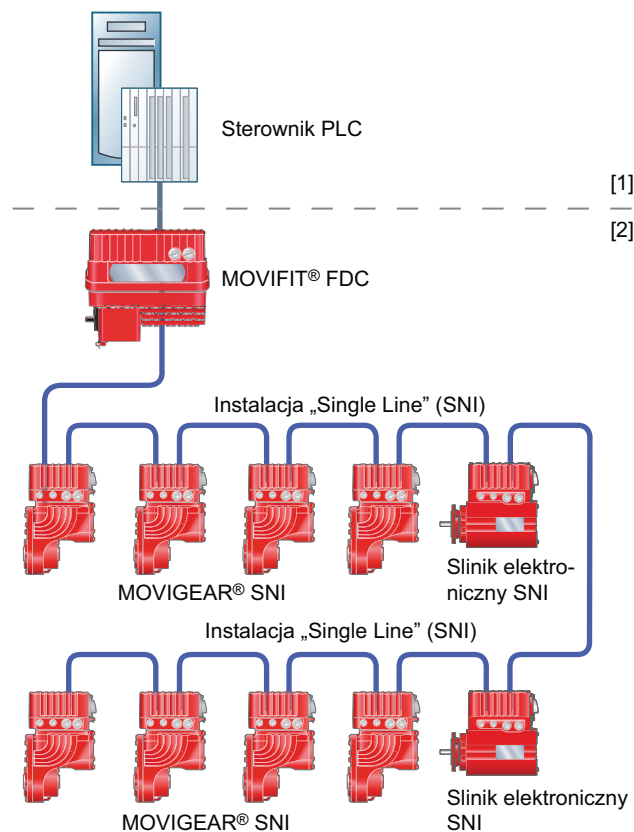 Sterownik PLC
[1]
[2]
MOVIFIT® FDC
Instalacja „Single Line” (SNI)
MOVIGEAR® SNI
Slinik elektro-
niczny SNI
Instalacja „Single Line” (SNI)
MOVIGEAR® SNI
Slinik elektroniczny
SNI